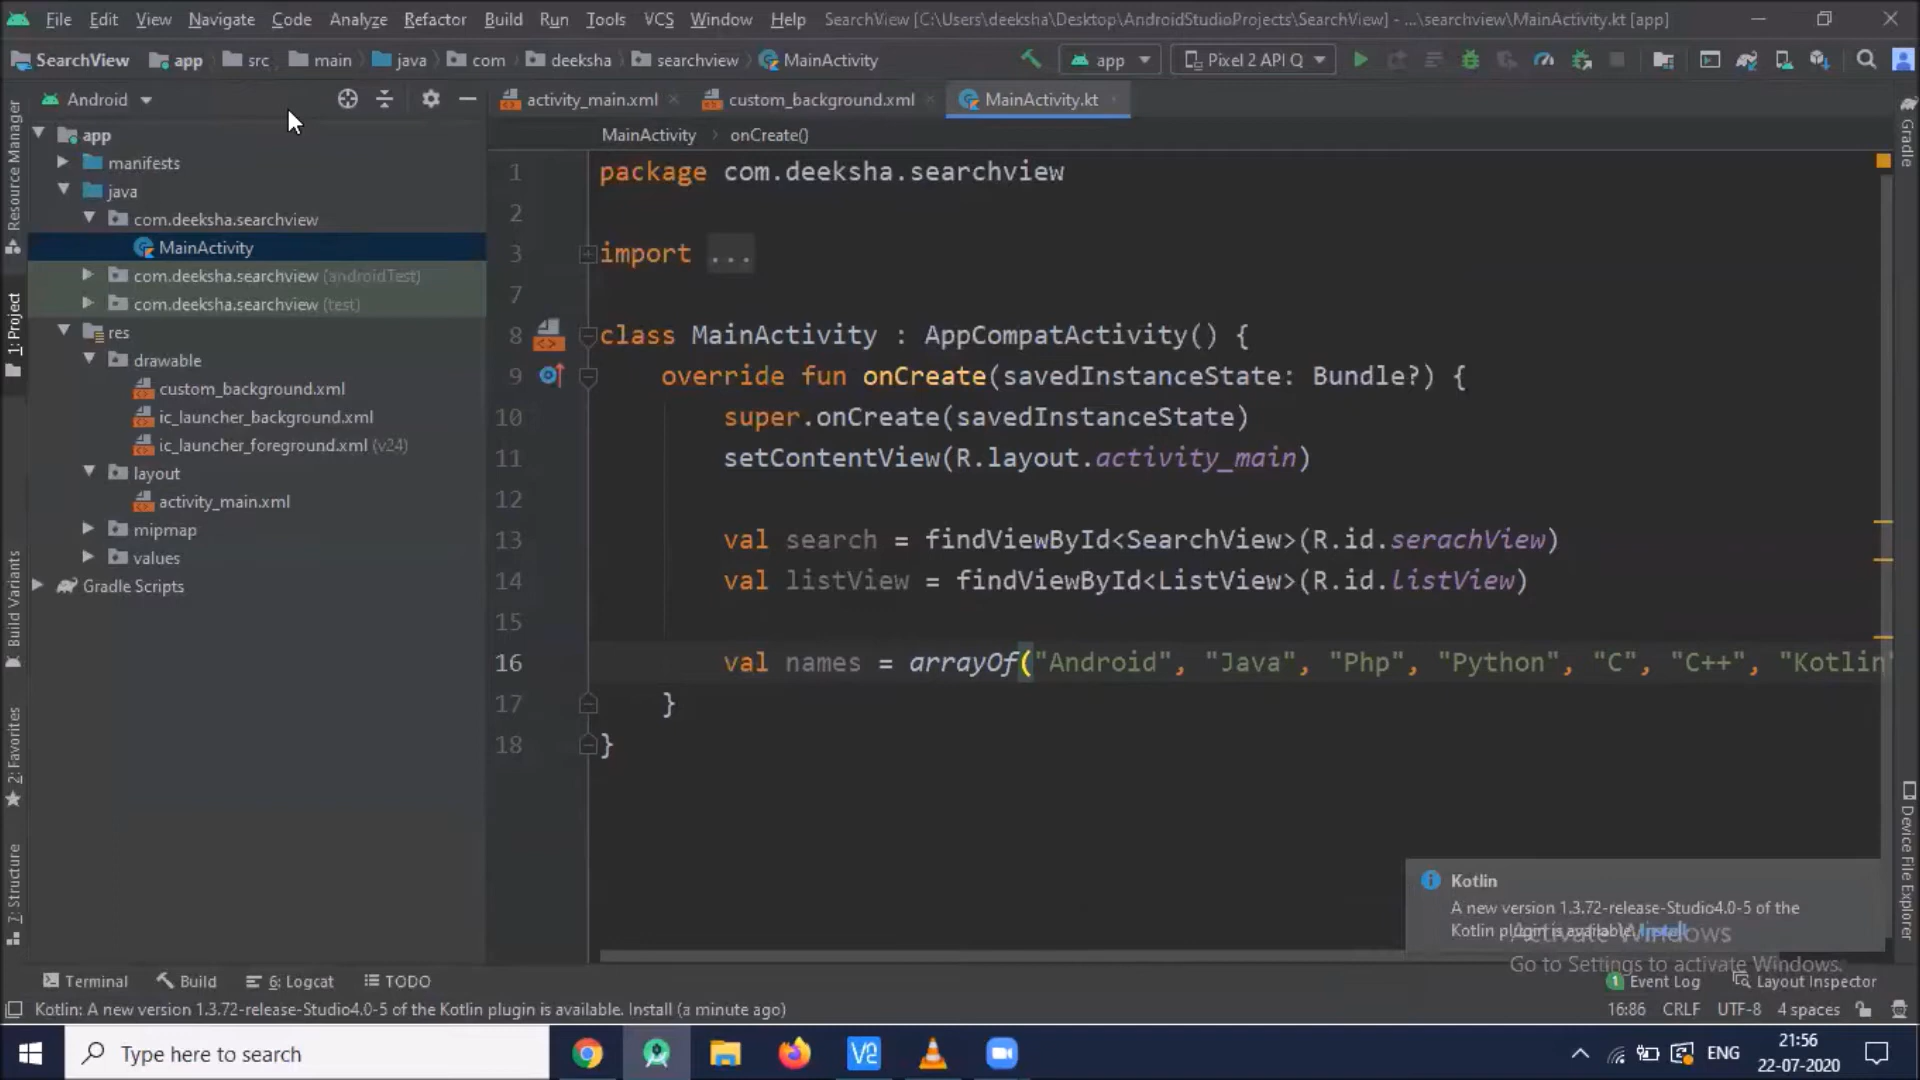 File Edit View Navigate Code Analyze Refactor Build Run Tools VCS Window Help SearchView [C:\Users\deeksha\Desktop\AndroidStudioProjects\SearchView] - ...\searchview\MainActivity.kt [app]
SearchView app src main java com deeksha searchview MainActivity app Pixel 2 API Q
Android activity_main.xml custom_background.xml MainActivity.kt
MainActivity onCreate()
Resource Manager
1: Project
Build Variants
2: Favorites
7: Structure
app
manifests
java
com.deeksha.searchview
MainActivity
com.deeksha.searchview (androidTest)
com.deeksha.searchview (test)
res
drawable
custom_background.xml
ic_launcher_background.xml
ic_launcher_foreground.xml (v24)
layout
activity_main.xml
mipmap
values
Gradle Scripts
1 package com.deeksha.searchview
2
3 import ...
7
8 class MainActivity : AppCompatActivity() {
9 override fun onCreate(savedInstanceState: Bundle?) {
10 super.onCreate(savedInstanceState)
11 setContentView(R.layout.activity_main)
12
13 val search = findViewById<SearchView>(R.id.serachView)
14 val listView = findViewById<ListView>(R.id.listView)
15
16 val names = arrayOf("Android", "Java", "Php", "Python", "C", "C++", "Kotlin"
17 }
18 }
Gradle
Device File Explorer
Kotlin
A new version 1.3.72-release-Studio4.0-5 of the
Kotlin plugin is available. Install
Activate Windows
Go to Settings to activate Windows.
Terminal Build 6: Logcat TODO 1 Event Log Layout Inspector
Kotlin: A new version 1.3.72-release-Studio4.0-5 of the Kotlin plugin is available. Install (a minute ago) 16:86 CRLF UTF-8 4 spaces
Type here to search
V2
ENG
21:56
22-07-2020